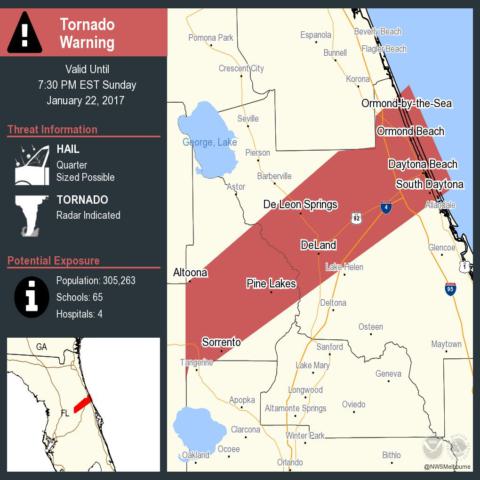 Tornado
Warning
Valid Until
7:30 PM EST Sunday
January 22, 2017
Threat Information
HAIL
Quarter
Sized Possible
TORNADO
Radar Indicated
Potential Exposure
Population: 305,263
Schools: 65
Hospitals: 4
GA
FL
Pomona Park
Espanola
Beverly Beach
Bunnell
Flagler Beach
Crescent City
Korona
Ormond-by-the-Sea
Seville
Ormond Beach
George, Lake
Pierson
Daytona Beach
Barberville
South Daytona
Astor
Allandale
De Leon Springs
92
4
DeLand
Glencoe
Lake Helen
1
Altoona
Pine Lakes
95
Deltona
Osteen
Sorrento
Sanford
Maytown
Tangerine
Lake Mary
Geneva
Longwood
Apopka
Altamonte Springs
Oviedo
Clarcona
Winter Park
Oakland
Ocoee
Orlando
Bithlo
@NWSMelbourne